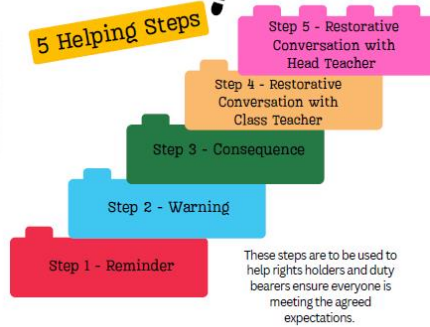 5 Helping Steps
Step 5 - Restorative
Conversation with
Head Teacher
Step 4 - Restorative
Conversation with
Class Teacher
Step 3 - Consequence
Step 2 - Warning
Step 1 - Reminder
These steps are to be used to
help rights holders and duty
bearers ensure everyone is
meeting the agreed
expectations.